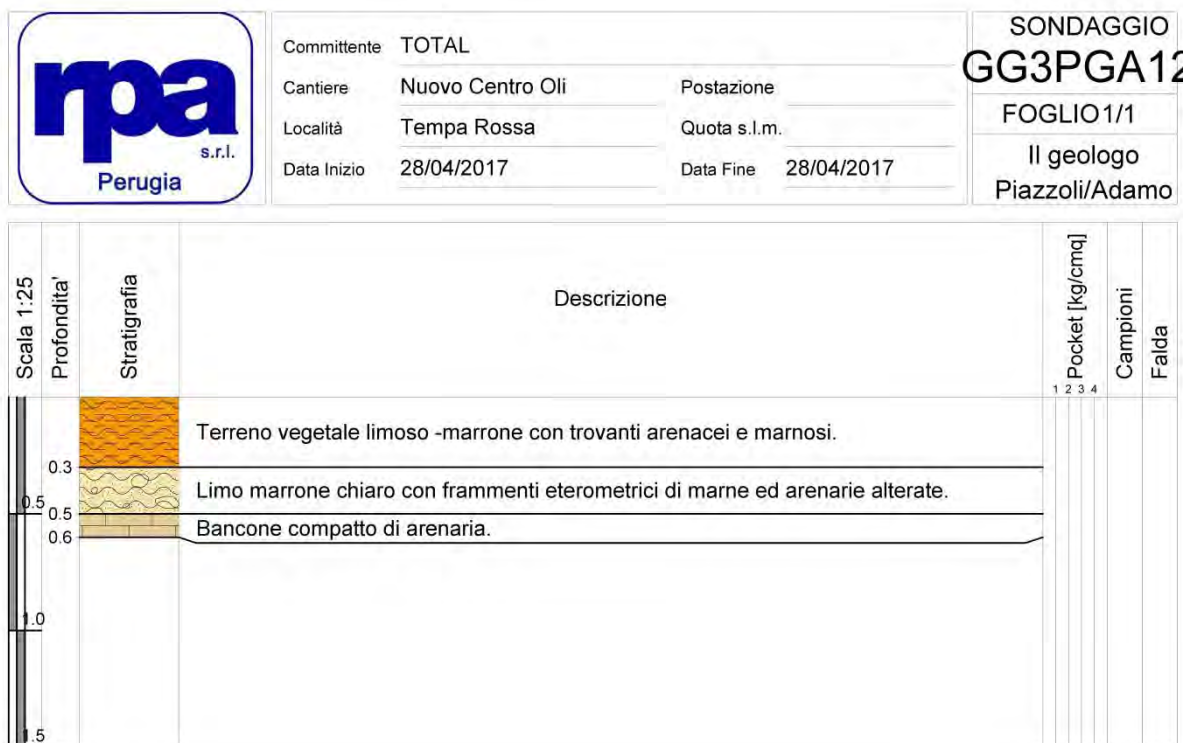 rpa
s.r.l.
Perugia
Committente TOTAL
Cantiere Nuovo Centro Oli Postazione
Località Tempa Rossa Quota s.l.m.
Data Inizio 28/04/2017 Data Fine 28/04/2017
SONDAGGIO
GG3PGA12
FOGLIO1/1
Il geologo
Piazzoli/Adamo
Scala 1:25
Profondita'
Stratigrafia
Descrizione
Pocket [kg/cmq]
1 2 3 4
Campioni
Falda
Terreno vegetale limoso -marrone con trovanti arenacei e marnosi.
0.3
Limo marrone chiaro con frammenti eterometrici di marne ed arenarie alterate.
0.5
0.5
Bancone compatto di arenaria.
0.6
1.0
1.5